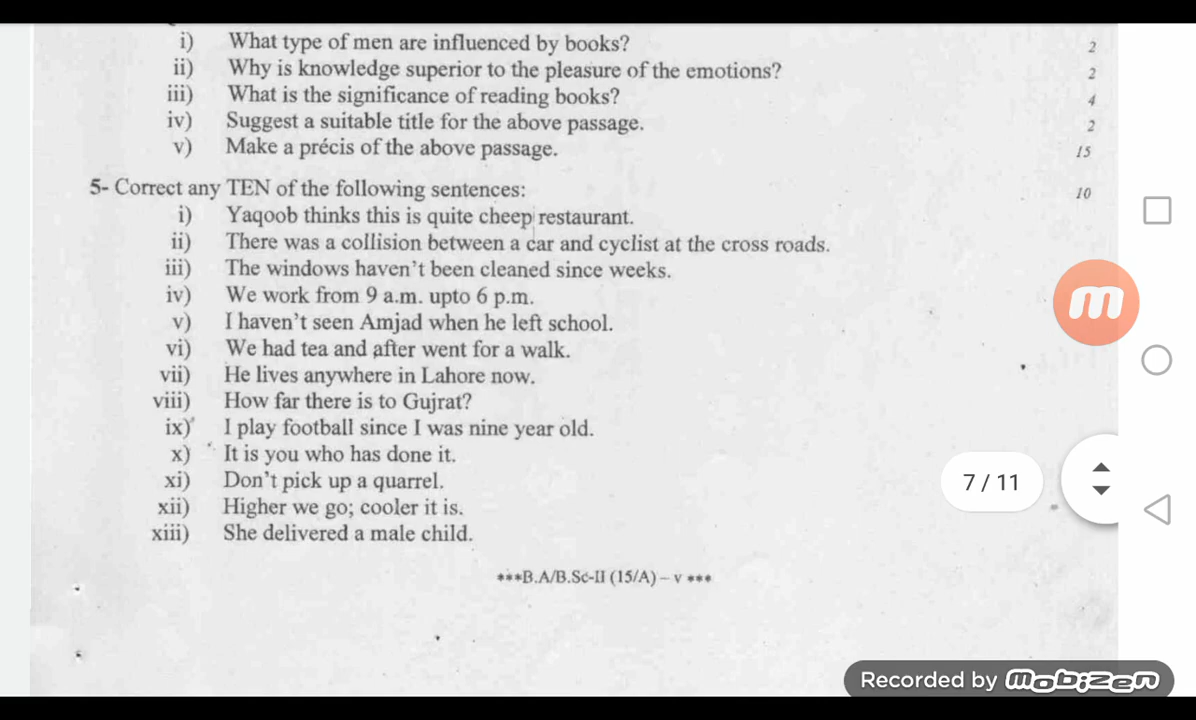 i) What type of men are influenced by books? 2
ii) Why is knowledge superior to the pleasure of the emotions? 2
iii) What is the significance of reading books? 4
iv) Suggest a suitable title for the above passage. 2
v) Make a précis of the above passage. 15
5- Correct any TEN of the following sentences: 10
i) Yaqoob thinks this is quite cheep restaurant.
ii) There was a collision between a car and cyclist at the cross roads.
iii) The windows haven't been cleaned since weeks.
iv) We work from 9 a.m. upto 6 p.m.
v) I haven't seen Amjad when he left school.
vi) We had tea and after went for a walk.
vii) He lives anywhere in Lahore now.
viii) How far there is to Gujrat?
ix) I play football since I was nine year old.
x) It is you who has done it.
xi) Don't pick up a quarrel.
xii) Higher we go; cooler it is.
xiii) She delivered a male child.
7 / 11
***B.A/B.Sc-II (15/A) – v ***
Recorded by Mobizen